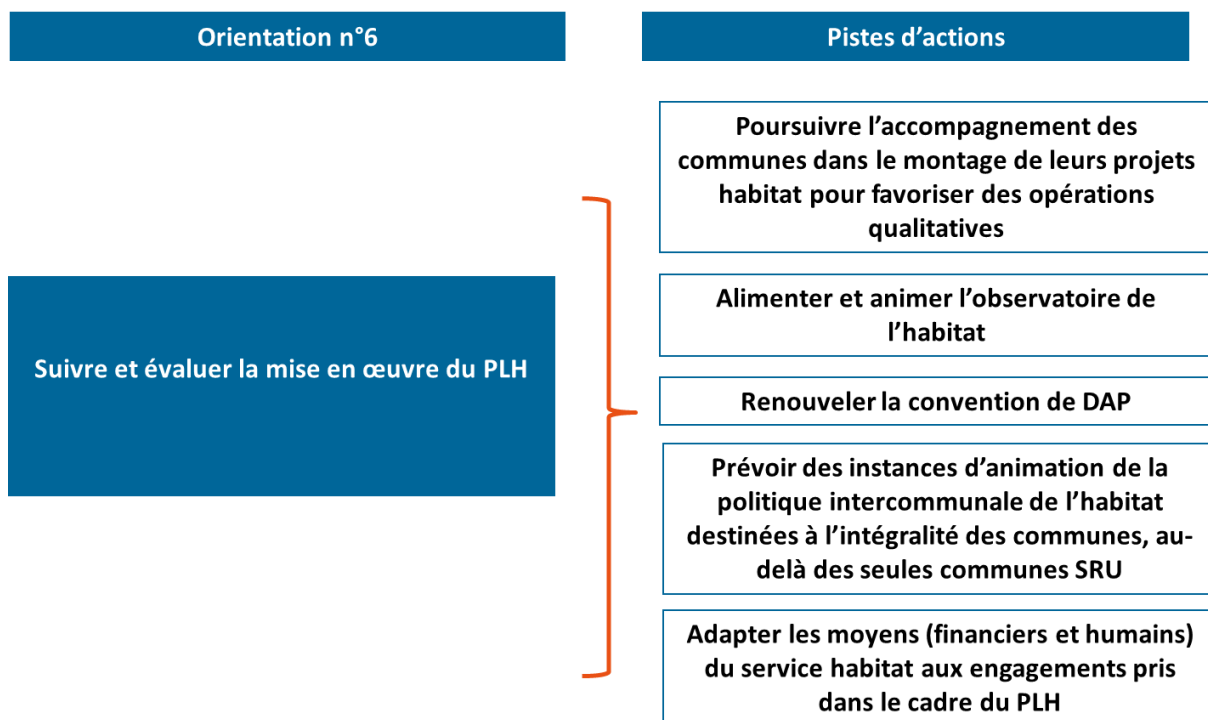 Orientation n°6
Pistes d’actions
Suivre et évaluer la mise en œuvre du PLH
Poursuivre l’accompagnement des
communes dans le montage de leurs projets
habitat pour favoriser des opérations
qualitatives
Alimenter et animer l’observatoire de
l’habitat
Renouveler la convention de DAP
Prévoir des instances d’animation de la
politique intercommunale de l’habitat
destinées à l’intégralité des communes, au-
delà des seules communes SRU
Adapter les moyens (financiers et humains)
du service habitat aux engagements pris
dans le cadre du PLH